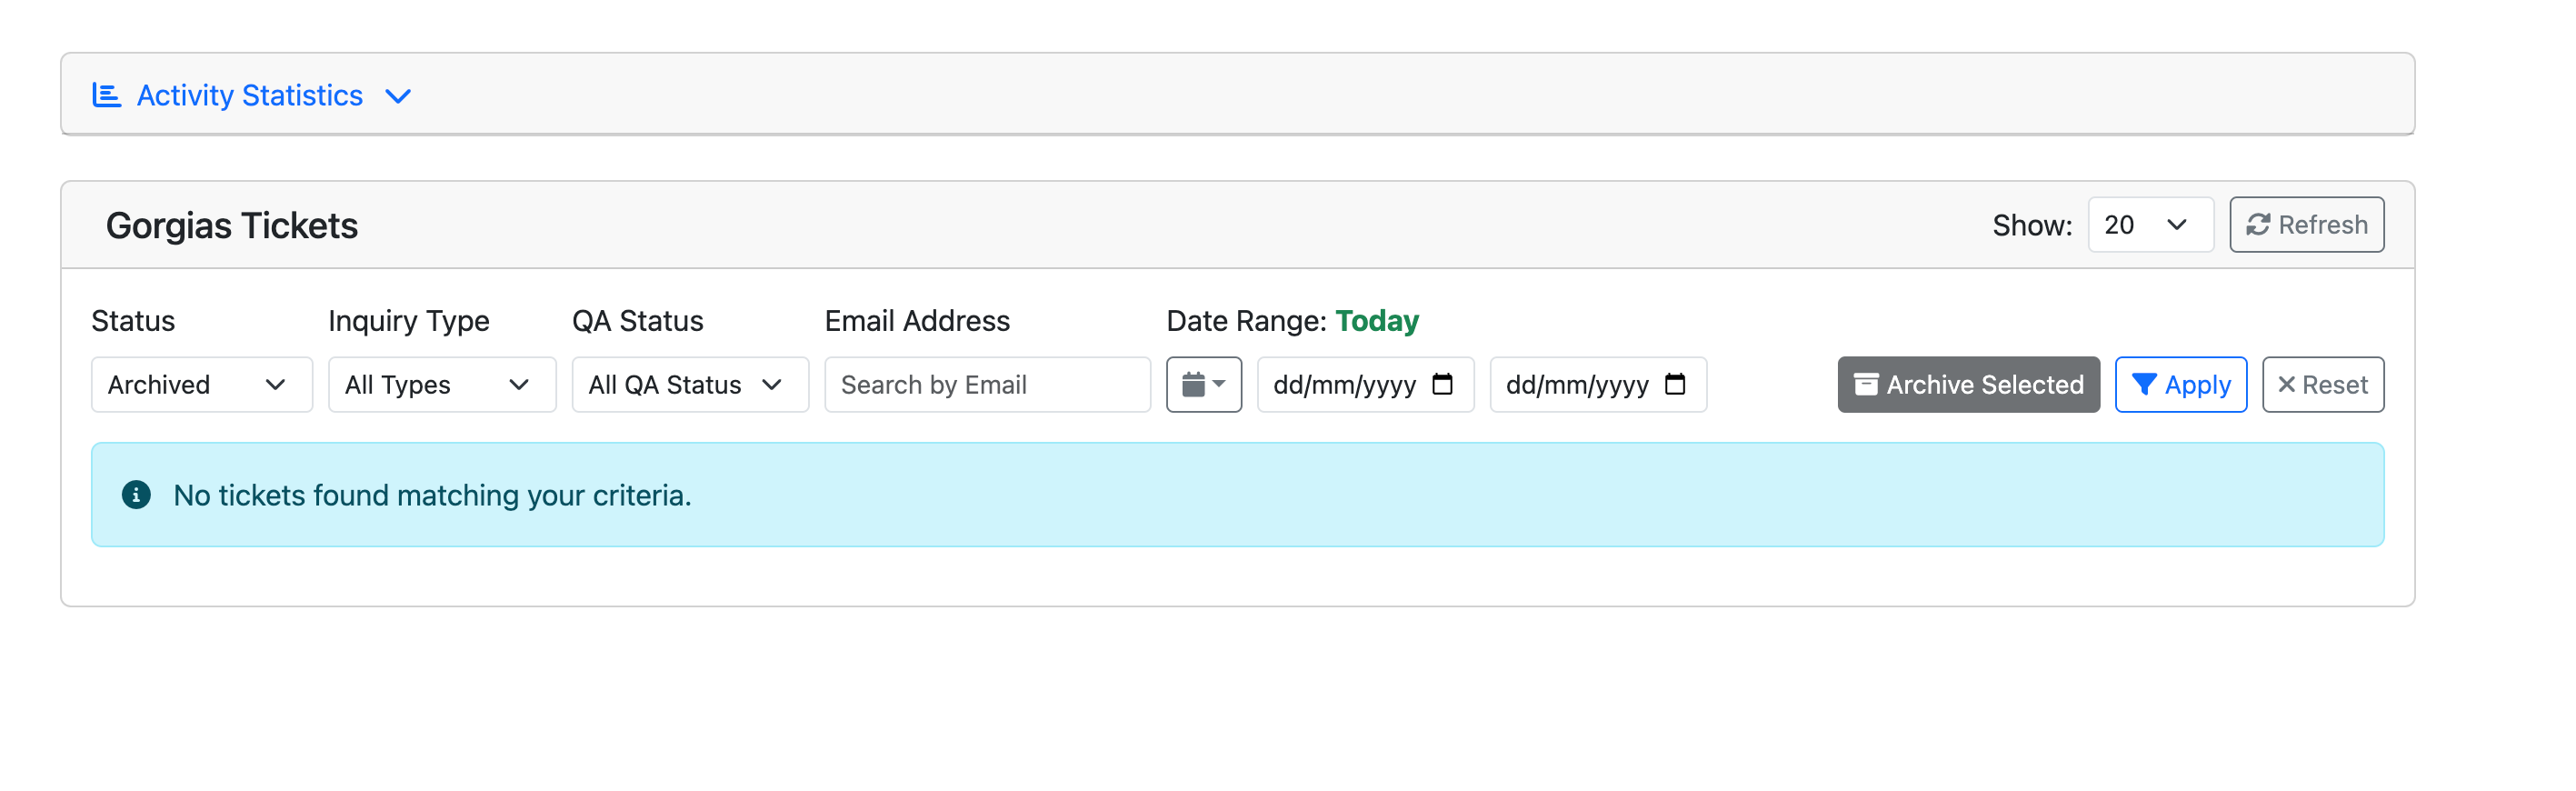 Activity Statistics
Gorgias Tickets
Show: 20 Refresh
Status Inquiry Type QA Status Email Address Date Range: Today
Archived All Types All QA Status Search by Email dd/mm/yyyy dd/mm/yyyy Archive Selected Apply Reset
No tickets found matching your criteria.